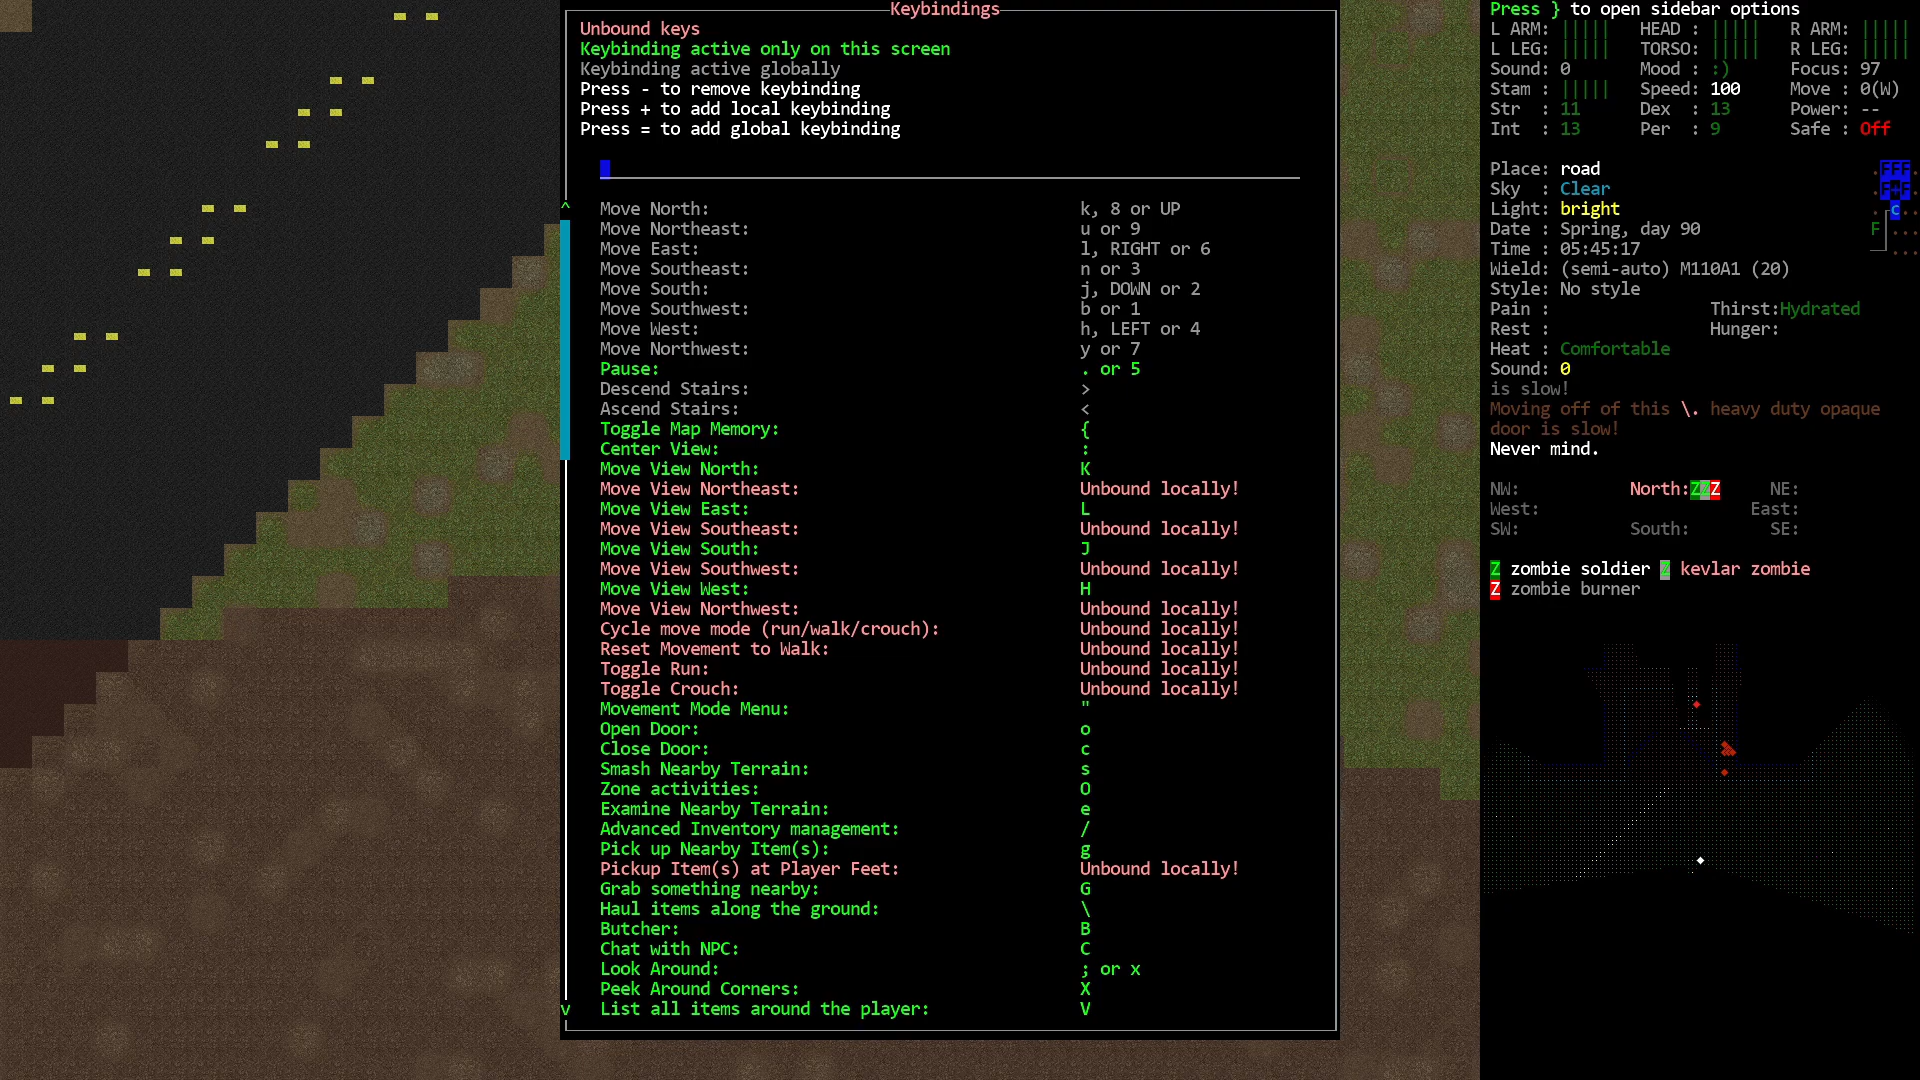 Keybindings
Unbound keys
Keybinding active only on this screen
Keybinding active globally
Press - to remove keybinding
Press + to add local keybinding
Press = to add global keybinding
^
Move North: k, 8 or UP
Move Northeast: u or 9
Move East: l, RIGHT or 6
Move Southeast: n or 3
Move South: j, DOWN or 2
Move Southwest: b or 1
Move West: h, LEFT or 4
Move Northwest: y or 7
Pause: . or 5
Descend Stairs: >
Ascend Stairs: <
Toggle Map Memory: {
Center View: :
Move View North: K
Move View Northeast: Unbound locally!
Move View East: L
Move View Southeast: Unbound locally!
Move View South: J
Move View Southwest: Unbound locally!
Move View West: H
Move View Northwest: Unbound locally!
Cycle move mode (run/walk/crouch): Unbound locally!
Reset Movement to Walk: Unbound locally!
Toggle Run: Unbound locally!
Toggle Crouch: Unbound locally!
Movement Mode Menu: "
Open Door: o
Close Door: c
Smash Nearby Terrain: s
Zone activities: O
Examine Nearby Terrain: e
Advanced Inventory management: /
Pick up Nearby Item(s): g
Pickup Item(s) at Player Feet: Unbound locally!
Grab something nearby: G
Haul items along the ground: \
Butcher: B
Chat with NPC: C
Look Around: ; or x
Peek Around Corners: X
v List all items around the player: V
Press } to open sidebar options
L ARM: ||||| HEAD : ||||| R ARM: |||||
L LEG: ||||| TORSO: ||||| R LEG: |||||
Sound: 0 Mood : :) Focus: 97
Stam : ||||| Speed: 100 Move : 0(W)
Str : 11 Dex : 13 Power: --
Int : 13 Per : 9 Safe : Off
Place: road .FFF.
Sky : Clear .F+F.
Light: bright c
Date : Spring, day 90 F
Time : 05:45:17
Wield: (semi-auto) M110A1 (20)
Style: No style
Pain : Thirst:Hydrated
Rest : Hunger:
Heat : Comfortable
Sound: 0
is slow!
Moving off of this \. heavy duty opaque
door is slow!
Never mind.
NW: North:ZZZ NE:
West: East:
SW: South: SE:
Z zombie soldier Z kevlar zombie
Z zombie burner